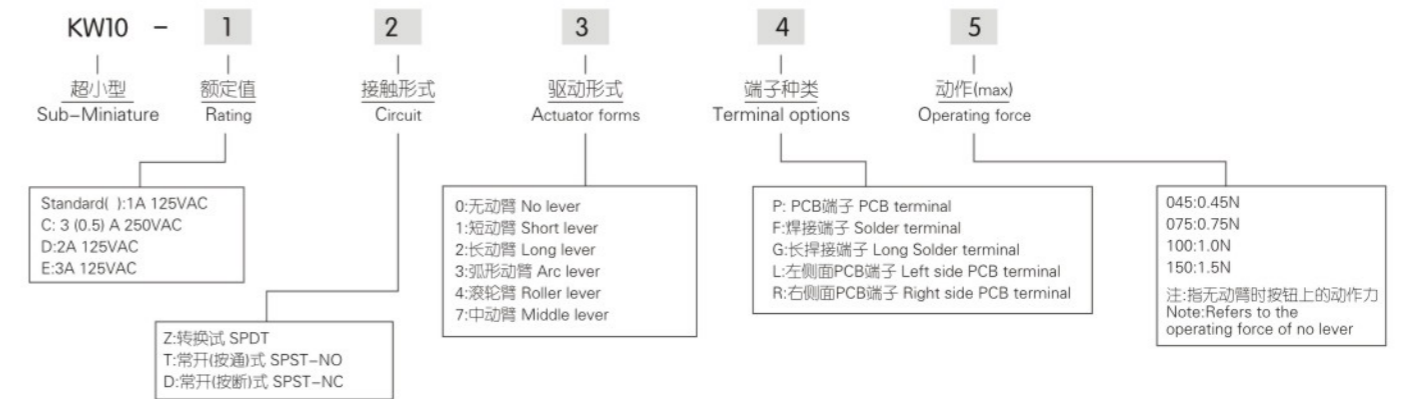 KW10 – 1 2 3 4 5
超小型 额定值 接触形式 驱动形式 端子种类 动作(max)
Sub–Miniature Rating Circuit Actuator forms Terminal options Operating force
Standard( ):1A 125VAC
C: 3 (0.5) A 250VAC
D:2A 125VAC
E:3A 125VAC
Z:转换试 SPDT
T:常开(按通)式 SPST–NO
D:常开(按断)式 SPST–NC
0:无动臂 No lever
1:短动臂 Short lever
2:长动臂 Long lever
3:弧形动臂 Arc lever
4:滚轮臂 Roller lever
7:中动臂 Middle lever
P: PCB端子 PCB terminal
F:焊接端子 Solder terminal
G:长捍接端子 Long Solder terminal
L:左侧面PCB端子 Left side PCB terminal
R:右侧面PCB端子 Right side PCB terminal
045:0.45N
075:0.75N
100:1.0N
150:1.5N
注:指无动臂时按钮上的动作力
Note:Refers to the
operating force of no lever